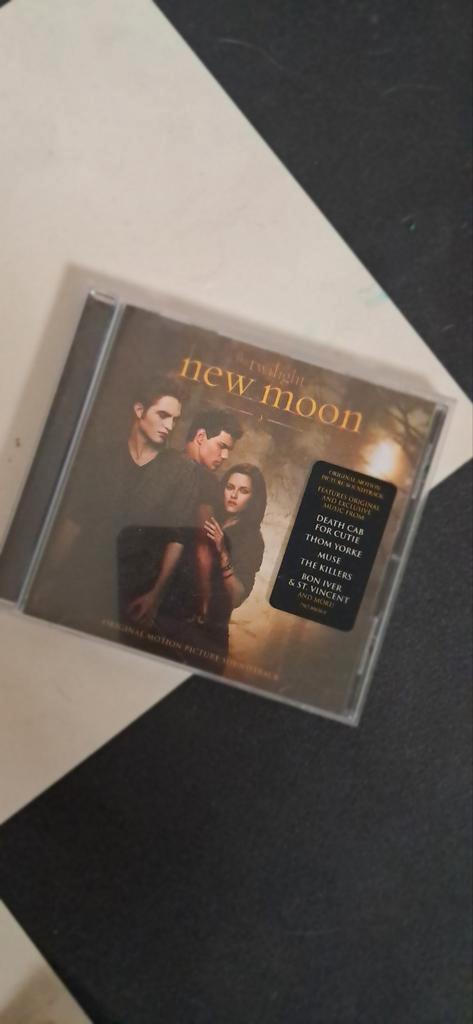 the twilight saga
new moon
ORIGINAL MOTION
PICTURE SOUNDTRACK
FEATURES ORIGINAL
AND EXCLUSIVE
MUSIC FROM
DEATH CAB
FOR CUTIE
THOM YORKE
MUSE
THE KILLERS
BON IVER
& ST. VINCENT
AND MORE!
ORIGINAL MOTION PICTURE SOUNDTRACK